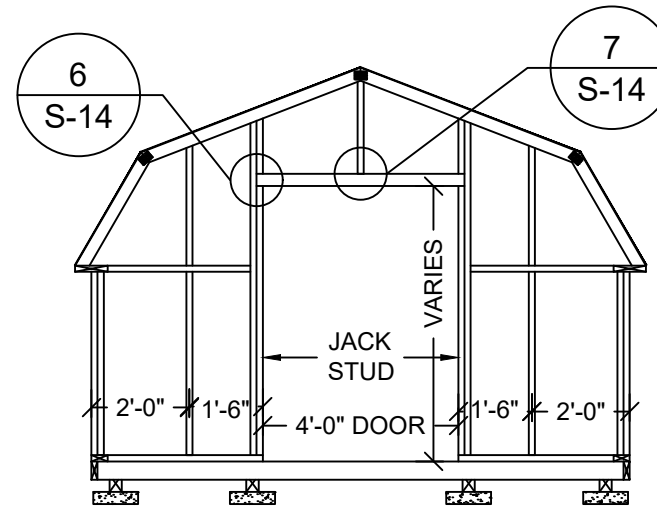 6
S-14
7
S-14
VARIES
JACK
STUD
2'-0"
1'-6"
4'-0" DOOR
1'-6"
2'-0"